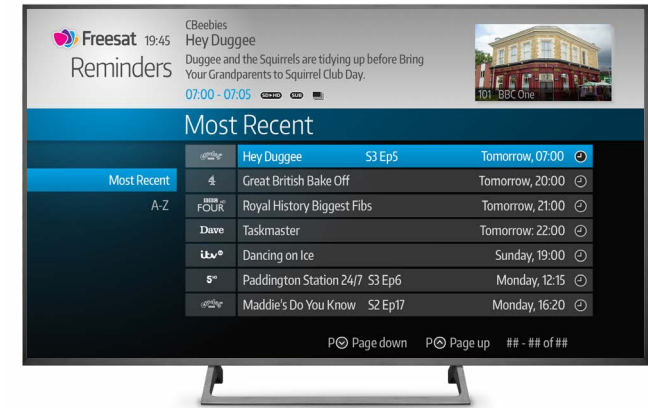 Freesat 19:45
Reminders
CBeebies
Hey Duggee
Duggee and the Squirrels are tidying up before Bring
Your Grandparents to Squirrel Club Day.
07:00 - 07:05 SD▸HD SUB
101 BBC One
Most Recent
Most Recent
A-Z
Hey Duggee S3 Ep5 Tomorrow, 07:00
4 Great British Bake Off Tomorrow, 20:00
FOUR Royal History Biggest Fibs Tomorrow, 21:00
Dave Taskmaster Tomorrow: 22:00
itv Dancing on Ice Sunday, 19:00
5 Paddington Station 24/7 S3 Ep6 Monday, 12:15
Maddie's Do You Know S2 Ep17 Monday, 16:20
P Page down P Page up ## - ## of ##